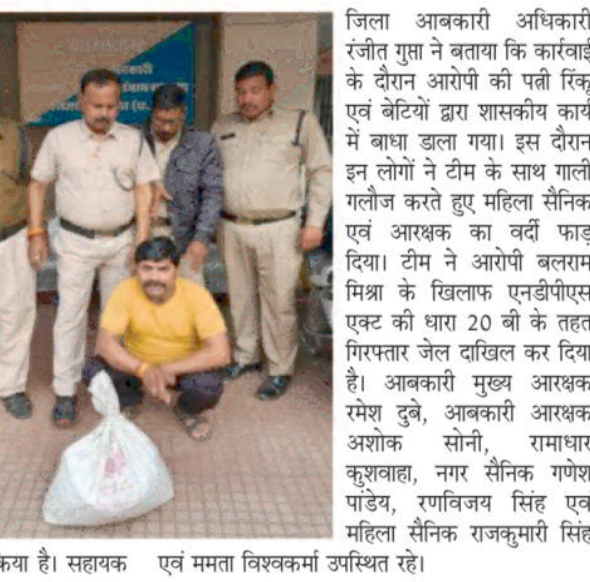 जिला आबकारी अधिकारी
रंजीत गुप्ता ने बताया कि कार्रवाई
के दौरान आरोपी की पत्नी रिंकू
एवं बेटियों द्वारा शासकीय कार्य
में बाधा डाला गया। इस दौरान
इन लोगों ने टीम के साथ गाली
गलौज करते हुए महिला सैनिक
एवं आरक्षक का वर्दी फाड़
दिया। टीम ने आरोपी बलराम
मिश्रा के खिलाफ एनडीपीएस
एक्ट की धारा 20 बी के तहत
गिरफ्तार जेल दाखिल कर दिया
है। आबकारी मुख्य आरक्षक
रमेश दुबे, आबकारी आरक्षक
अशोक सोनी, रामाधार
कुशवाहा, नगर सैनिक गणेश
पांडेय, रणविजय सिंह एव
महिला सैनिक राजकुमारी सिंह
है। सहायक एवं ममता विश्वकर्मा उपस्थित रहे।